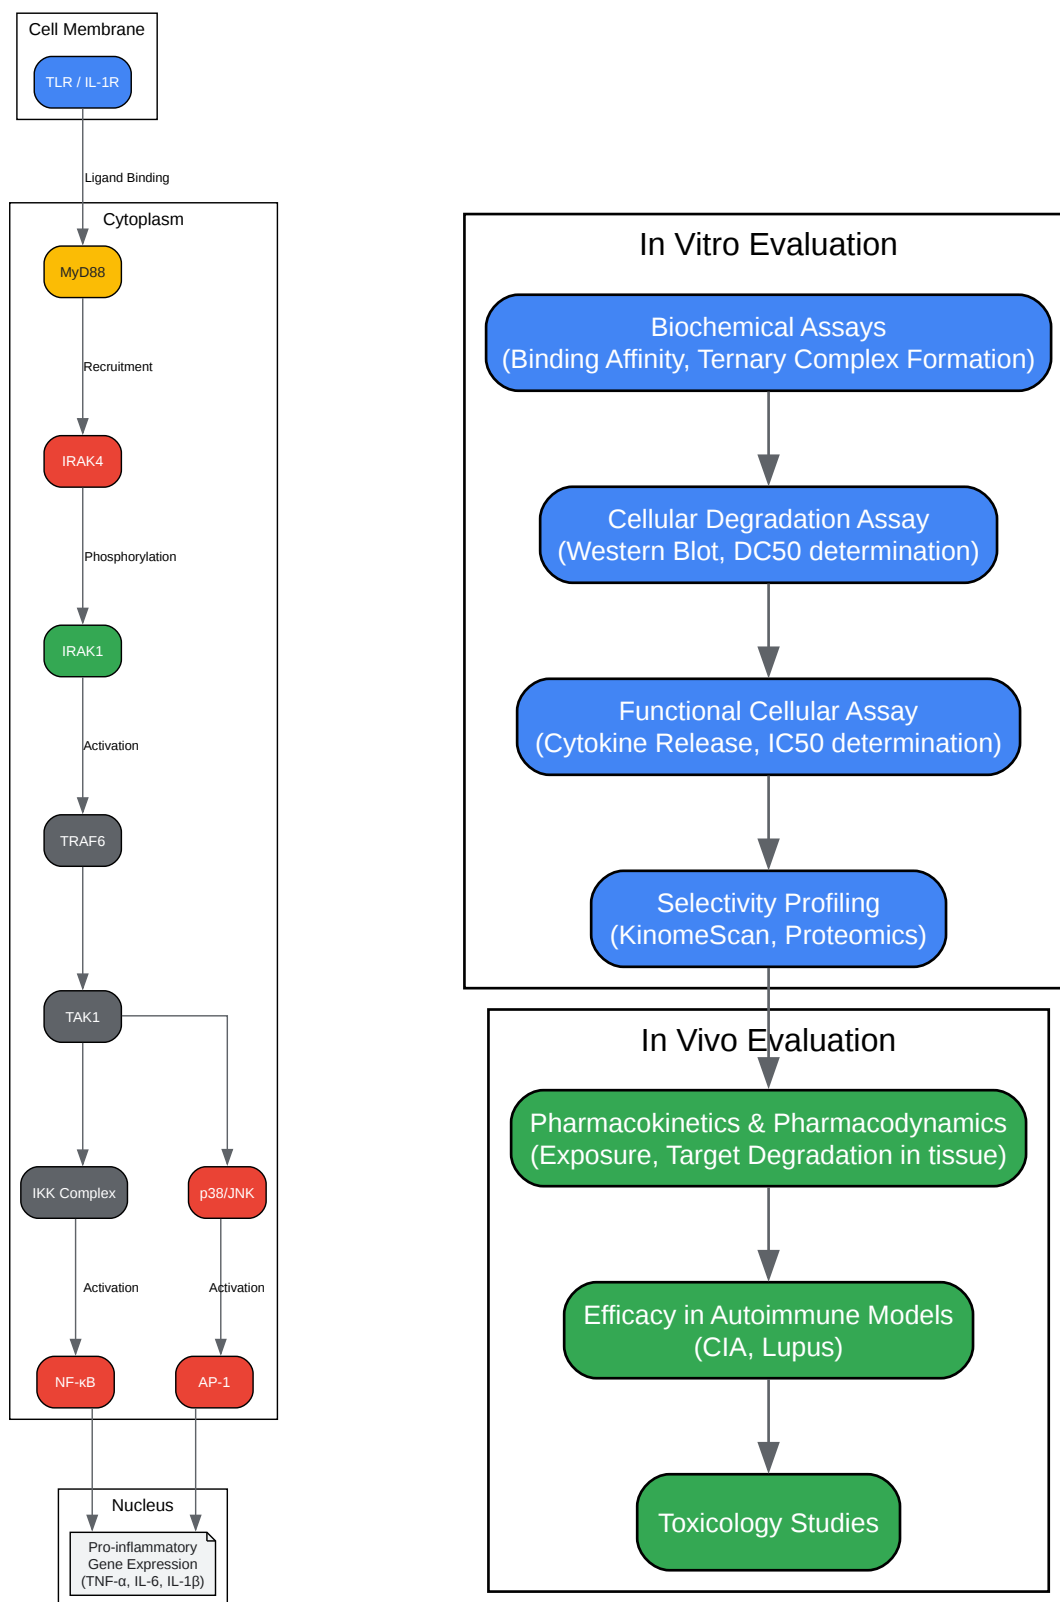 Cell Membrane
TLR / IL-1R
Ligand Binding
Cytoplasm
MyD88
Recruitment
IRAK4
Phosphorylation
IRAK1
Activation
TRAF6
TAK1
IKK Complex
p38/JNK
Activation
Activation
NF-κB
AP-1
Nucleus
Pro-inflammatory
Gene Expression
(TNF-α, IL-6, IL-1β)
In Vitro Evaluation
Biochemical Assays
(Binding Affinity, Ternary Complex Formation)
Cellular Degradation Assay
(Western Blot, DC50 determination)
Functional Cellular Assay
(Cytokine Release, IC50 determination)
Selectivity Profiling
(KinomeScan, Proteomics)
In Vivo Evaluation
Pharmacokinetics & Pharmacodynamics
(Exposure, Target Degradation in tissue)
Efficacy in Autoimmune Models
(CIA, Lupus)
Toxicology Studies